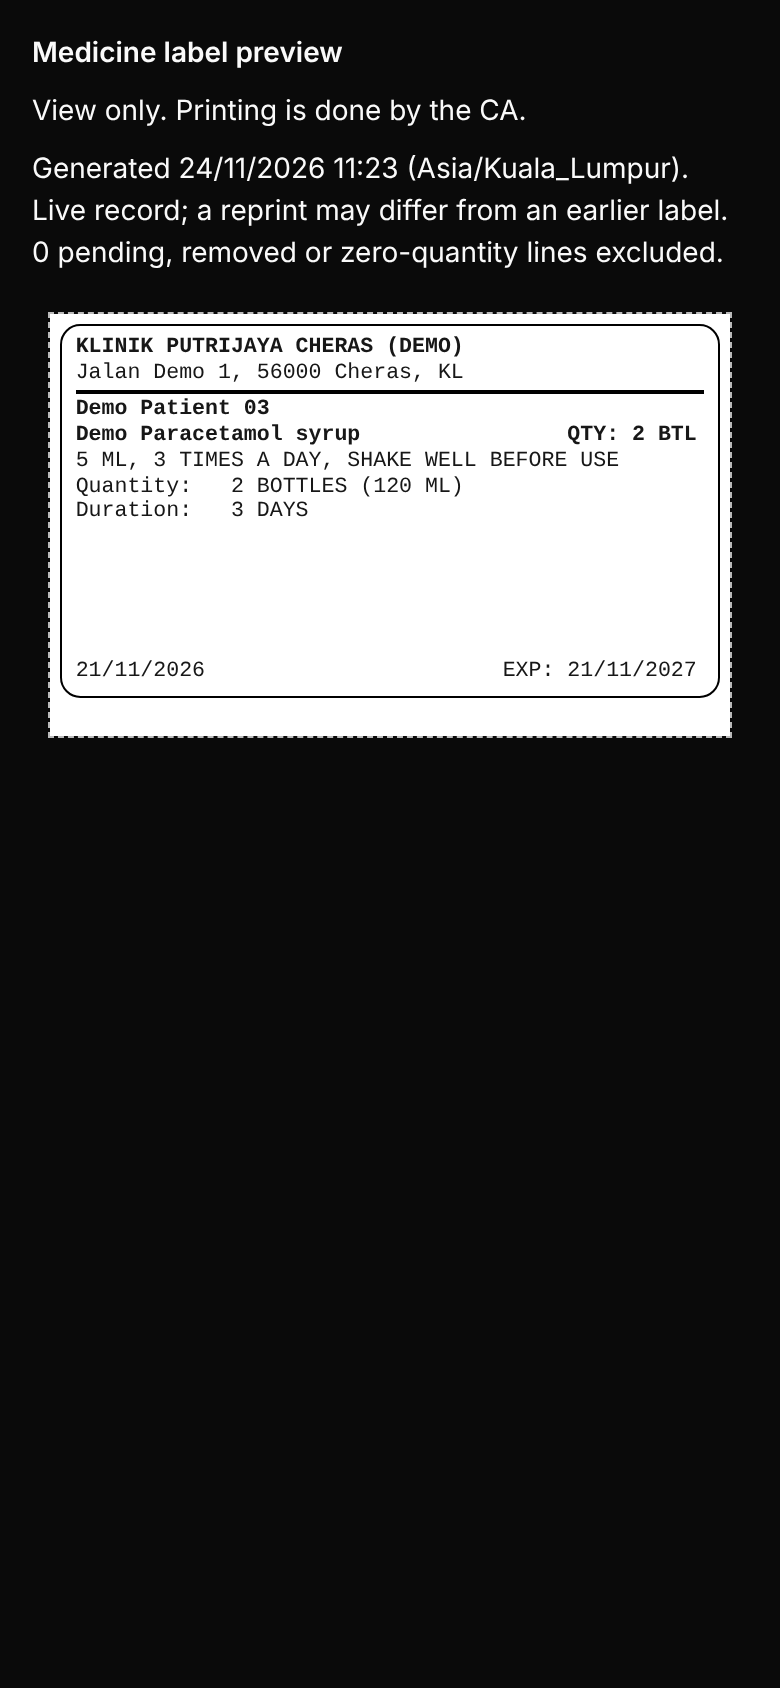 Medicine label preview
View only. Printing is done by the CA.
Generated 24/11/2026 11:23 (Asia/Kuala_Lumpur).
Live record; a reprint may differ from an earlier label.
0 pending, removed or zero-quantity lines excluded.
KLINIK PUTRIJAYA CHERAS (DEMO)
Jalan Demo 1, 56000 Cheras, KL
Demo Patient 03
Demo Paracetamol syrup QTY: 2 BTL
5 ML, 3 TIMES A DAY, SHAKE WELL BEFORE USE
Quantity: 2 BOTTLES (120 ML)
Duration: 3 DAYS
21/11/2026 EXP: 21/11/2027